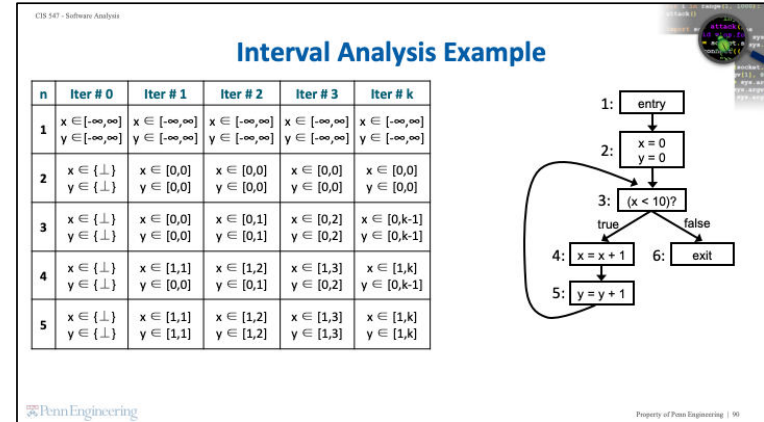 CIS 547 - Software Analysis
Interval Analysis Example
n Iter # 0 Iter # 1 Iter # 2 Iter # 3 Iter # k
1 x ∈[-∞,∞] x ∈ [-∞,∞] x ∈ [-∞,∞] x ∈ [-∞,∞] x ∈ [-∞,∞]
y ∈[-∞,∞] y ∈ [-∞,∞] y ∈ [-∞,∞] y ∈ [-∞,∞] y ∈ [-∞,∞]
2 x ∈ {⊥} x ∈ [0,0] x ∈ [0,0] x ∈ [0,0] x ∈ [0,0]
y ∈ {⊥} y ∈ [0,0] y ∈ [0,0] y ∈ [0,0] y ∈ [0,0]
3 x ∈ {⊥} x ∈ [0,0] x ∈ [0,1] x ∈ [0,2] x ∈ [0,k-1]
y ∈ {⊥} y ∈ [0,0] y ∈ [0,1] y ∈ [0,2] y ∈ [0,k-1]
4 x ∈ {⊥} x ∈ [1,1] x ∈ [1,2] x ∈ [1,3] x ∈ [1,k]
y ∈ {⊥} y ∈ [0,0] y ∈ [0,1] y ∈ [0,2] y ∈ [0,k-1]
5 x ∈ {⊥} x ∈ [1,1] x ∈ [1,2] x ∈ [1,3] x ∈ [1,k]
y ∈ {⊥} y ∈ [1,1] y ∈ [1,2] y ∈ [1,3] y ∈ [1,k]
1: entry
2: x = 0
y = 0
3: (x < 10)?
true false
4: x = x + 1 6: exit
5: y = y + 1
Penn Engineering
Property of Penn Engineering | 90